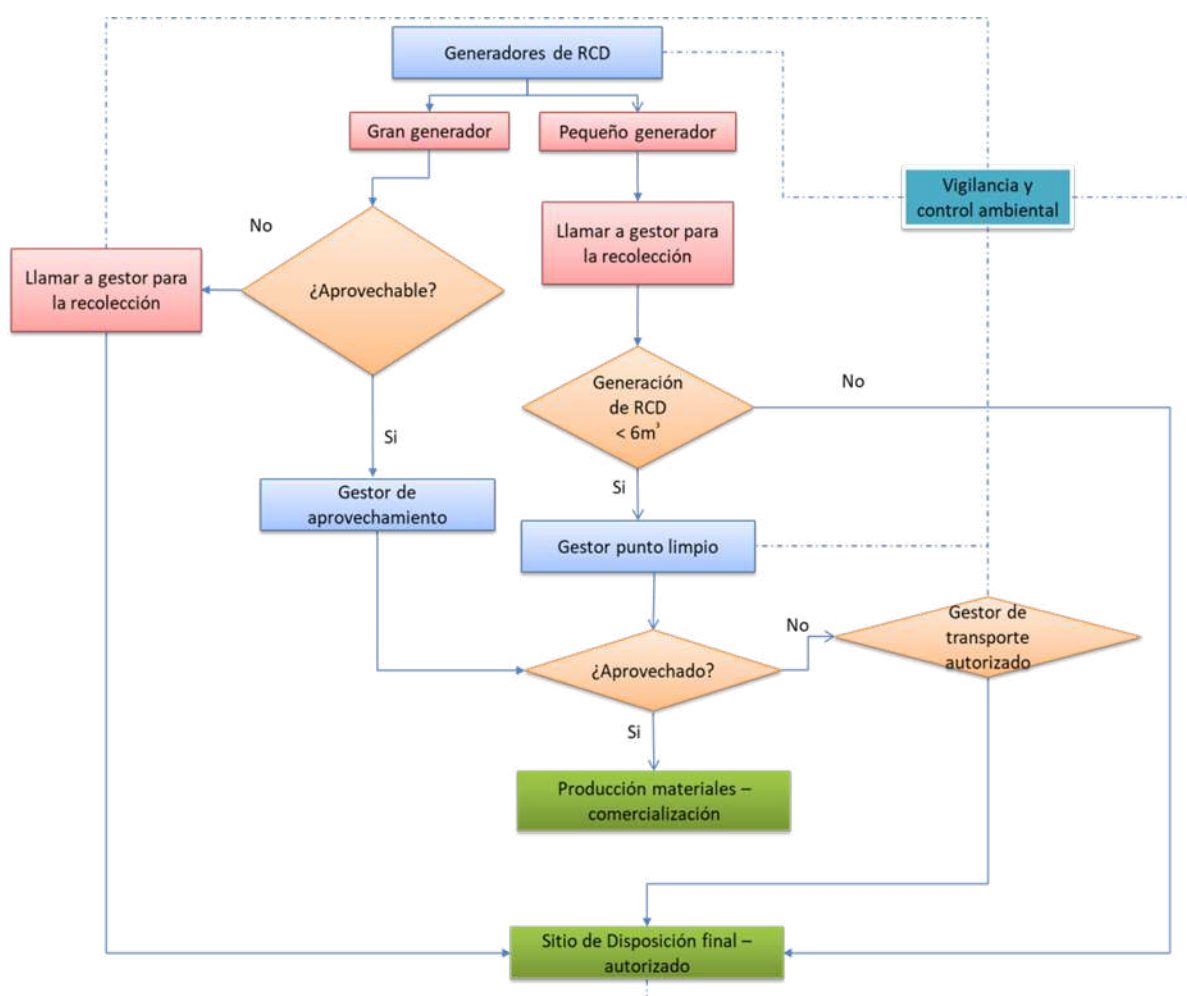 Generadores de RCD
Gran generador
Pequeño generador
Vigilancia y
control ambiental
No
Llamar a gestor para
la recolección
Llamar a gestor para
la recolección
¿Aprovechable?
Generación
de RCD
< 6m³
No
Si
Si
Gestor de
aprovechamiento
Gestor punto limpio
Gestor de
transporte
autorizado
No
¿Aprovechado?
Si
Producción materiales –
comercialización
Sitio de Disposición final –
autorizado